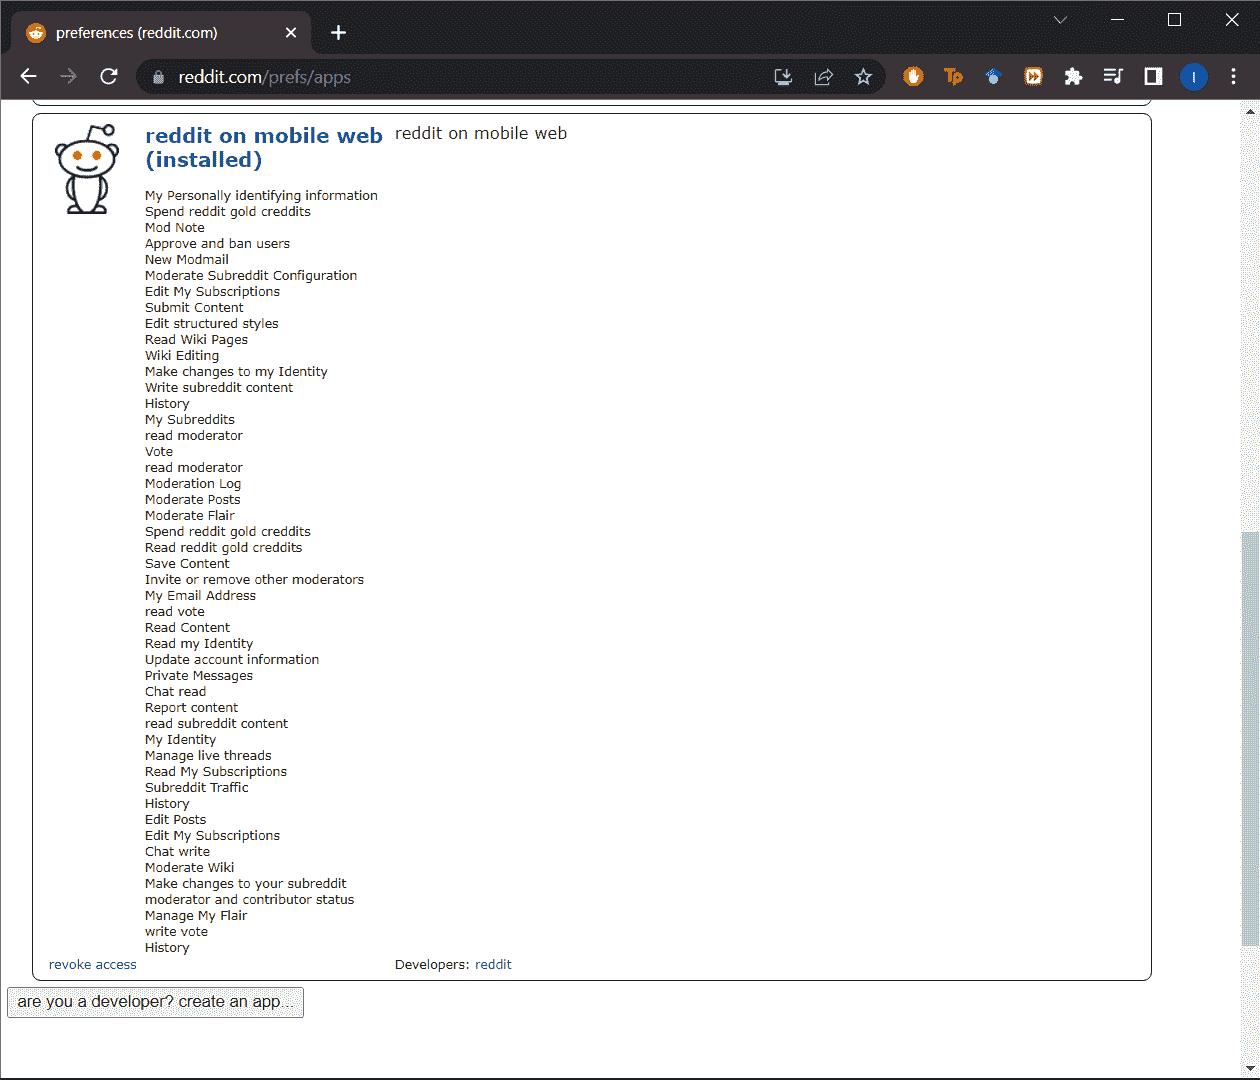 preferences (reddit.com)
reddit.com/prefs/apps
Tp
I
reddit on mobile web
(installed)
reddit on mobile web
My Personally identifying information
Spend reddit gold creddits
Mod Note
Approve and ban users
New Modmail
Moderate Subreddit Configuration
Edit My Subscriptions
Submit Content
Edit structured styles
Read Wiki Pages
Wiki Editing
Make changes to my Identity
Write subreddit content
History
My Subreddits
read moderator
Vote
read moderator
Moderation Log
Moderate Posts
Moderate Flair
Spend reddit gold creddits
Read reddit gold creddits
Save Content
Invite or remove other moderators
My Email Address
read vote
Read Content
Read my Identity
Update account information
Private Messages
Chat read
Report content
read subreddit content
My Identity
Manage live threads
Read My Subscriptions
Subreddit Traffic
History
Edit Posts
Edit My Subscriptions
Chat write
Moderate Wiki
Make changes to your subreddit
moderator and contributor status
Manage My Flair
write vote
History
revoke access
Developers: reddit
are you a developer? create an app...